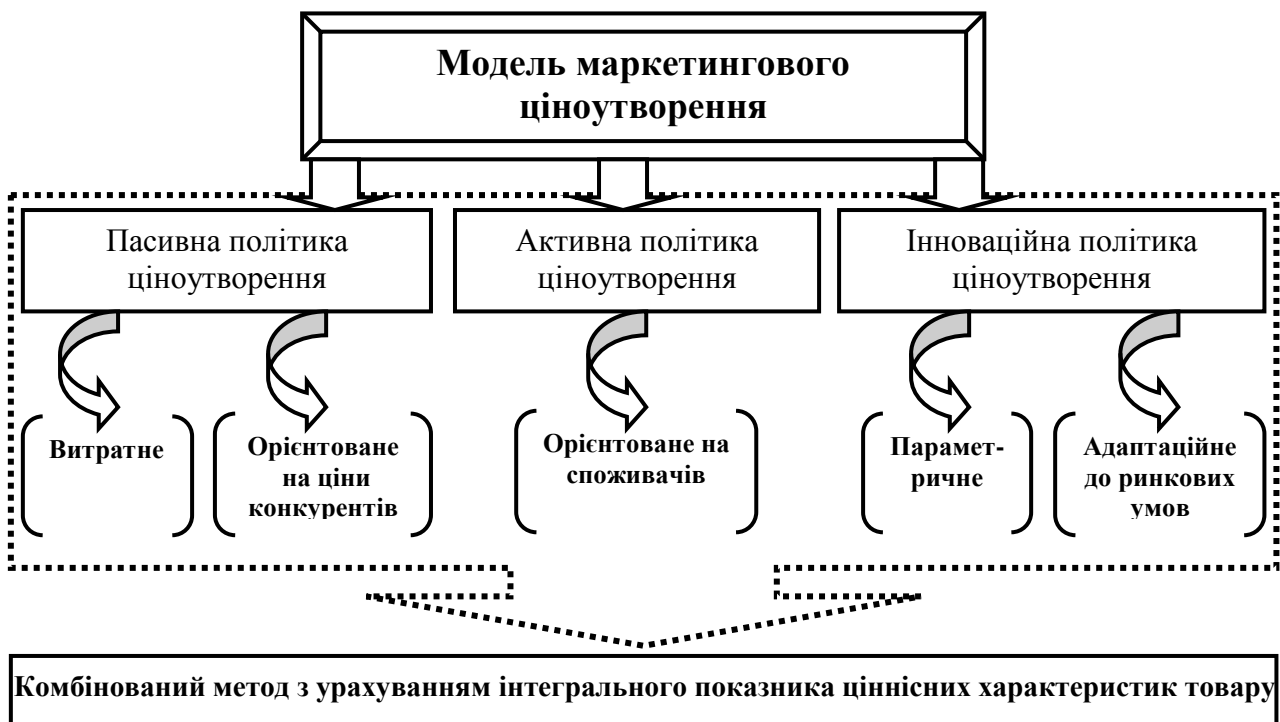 Модель маркетингового
ціноутворення
Пасивна політика
ціноутворення
Активна політика
ціноутворення
Інноваційна політика
ціноутворення
Витратне
Орієнтоване
на ціни
конкурентів
Орієнтоване на
споживачів
Парамет-
ричне
Адаптаційне
до ринкових
умов
Комбінований метод з урахуванням інтегрального показника ціннісних характеристик товару